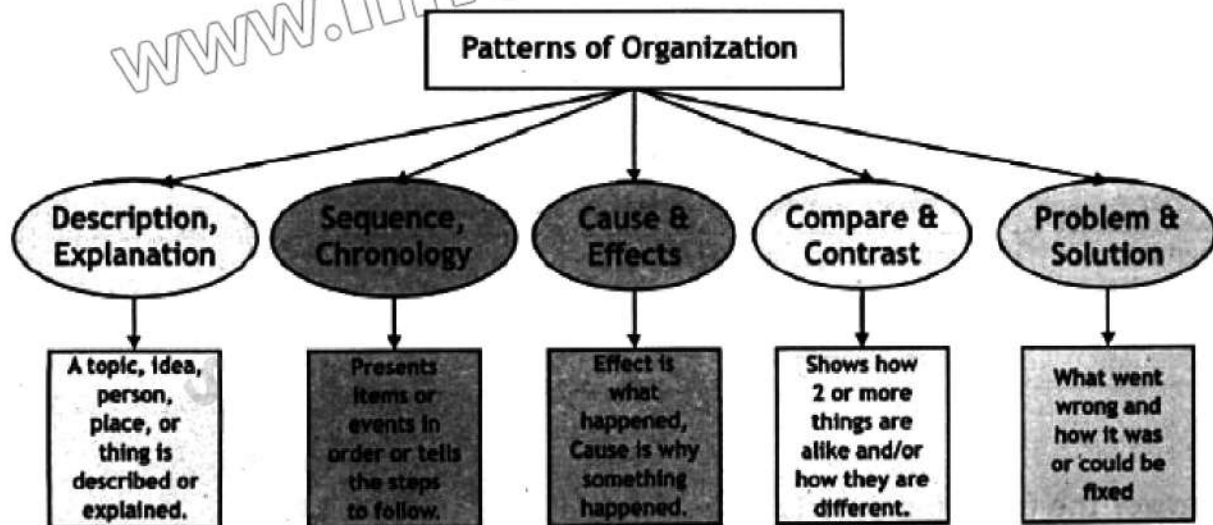 www.
Patterns of Organization
Description,
Explanation
Sequence,
Chronology
Cause &
Effects
Compare &
Contrast
Problem &
Solution
A topic, idea,
person,
place, or
thing is
described or
explained.
Presents
items or
events in
order or tells
the steps
to follow.
Effect is
what
happened,
Cause is why
something
happened.
Shows how
2 or more
things are
alike and/or
how they are
different.
What went
wrong and
how it was
or could be
fixed